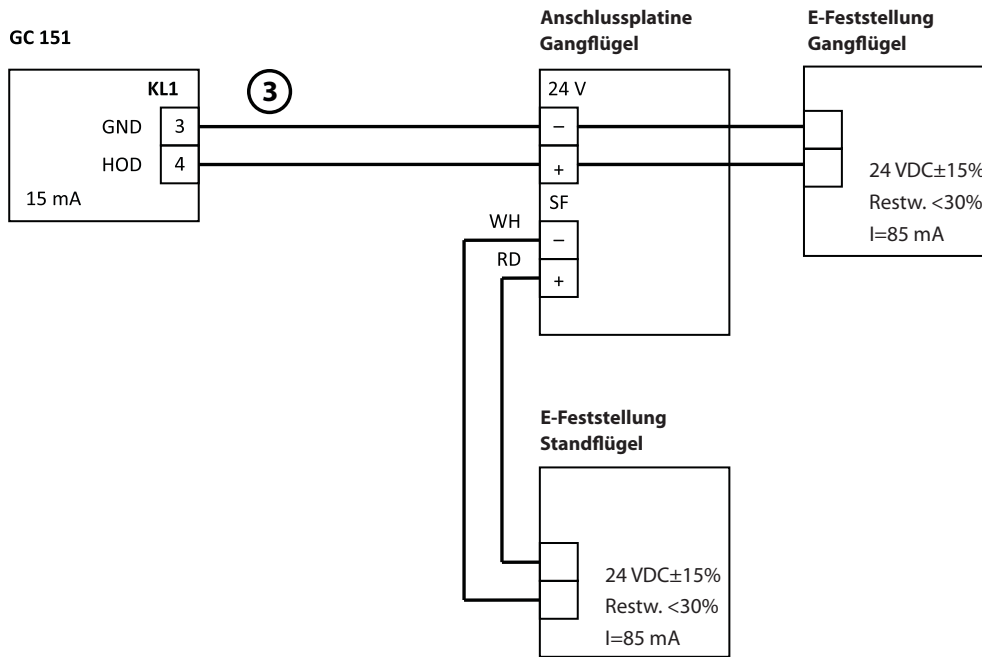 GC 151
KL1
GND 3
HOD 4
15 mA
3
Anschlussplatine
Gangflügel
24 V
–
+
SF
WH –
RD +
E-Feststellung
Gangflügel
24 VDC±15%
Restw. <30%
I=85 mA
E-Feststellung
Standflügel
24 VDC±15%
Restw. <30%
I=85 mA